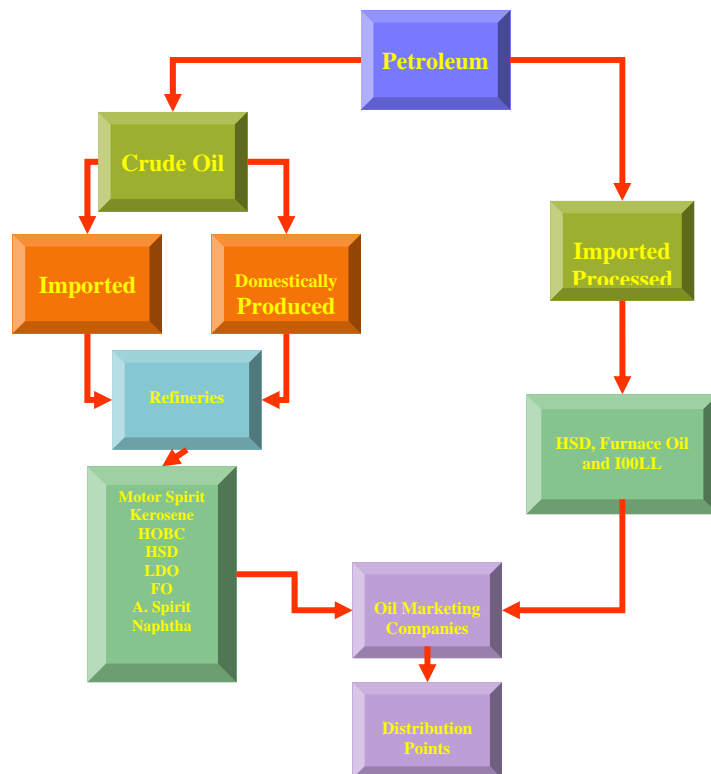 Petroleum
Crude Oil
Imported
Domestically
Produced
Imported
Processed
Refineries
HSD, Furnace Oil
and I00LL
Motor Spirit
Kerosene
HOBC
HSD
LDO
FO
A. Spirit
Naphtha
Oil Marketing
Companies
Distribution
Points